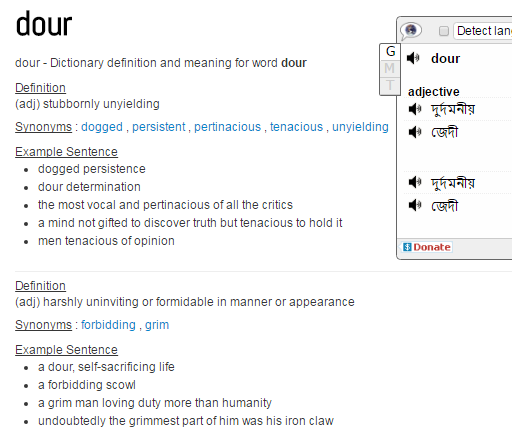 dour
dour - Dictionary definition and meaning for word dour
Definition
(adj) stubbornly unyielding
Synonyms : dogged , persistent , pertinacious , tenacious , unyielding
Example Sentence
dogged persistence
dour determination
the most vocal and pertinacious of all the critics
a mind not gifted to discover truth but tenacious to hold it
men tenacious of opinion
Definition
(adj) harshly uninviting or formidable in manner or appearance
Synonyms : forbidding , grim
Example Sentence
a dour, self-sacrificing life
a forbidding scowl
a grim man loving duty more than humanity
undoubtedly the grimmest part of him was his iron claw
Detect lan
G
M
T
dour
adjective
দুর্দমনীয়
জেদী
দুর্দমনীয়
জেদী
Donate